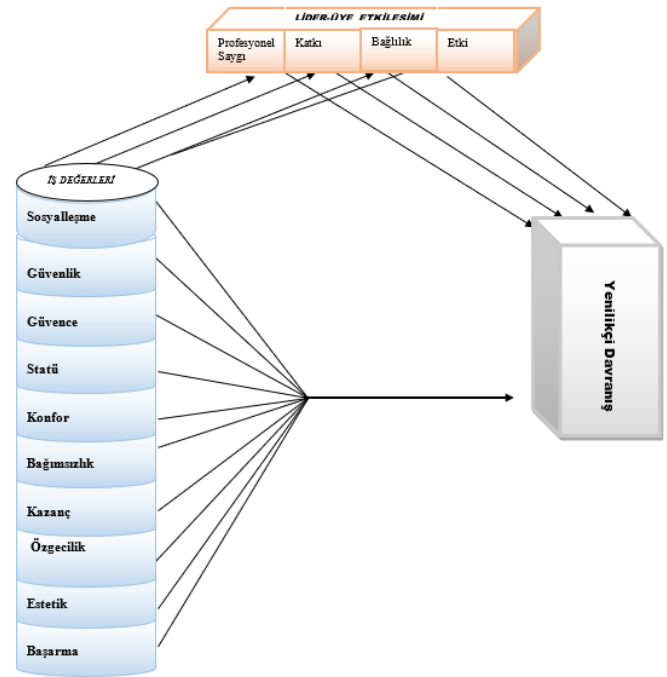 LİDER-ÜYE ETKİLEŞİMİ
Profesyonel Saygı
Katkı
Bağlılık
Etki
İŞ DEĞERLERİ
Sosyalleşme
Güvenlik
Güvence
Statü
Konfor
Bağımsızlık
Kazanç
Özgecilik
Estetik
Başarma
Yenilikçi Davranış